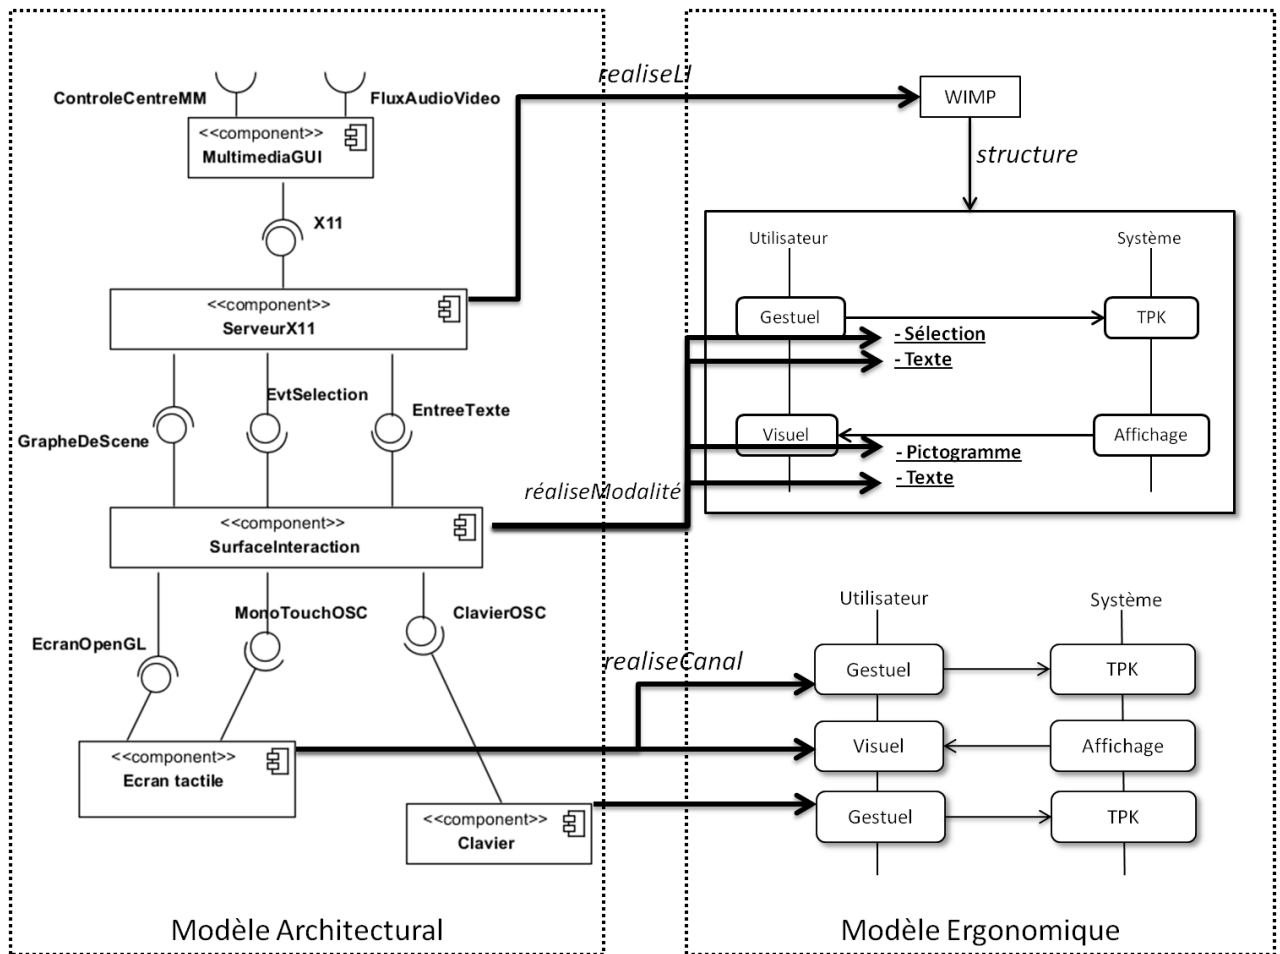 realiseLI
ControleCentreMM
FluxAudioVideo
WIMP
<<component>>
MultimediaGUI
structure
X11
Utilisateur
Système
<<component>>
ServeurX11
Gestuel
TPK
- Sélection
- Texte
EvtSelection
EntreeTexte
GrapheDeScene
Visuel
Affichage
- Pictogramme
- Texte
réaliseModalité
<<component>>
SurfaceInteraction
Utilisateur
Système
MonoTouchOSC
ClavierOSC
EcranOpenGL
realiseCanal
Gestuel
TPK
Visuel
Affichage
<<component>>
Ecran tactile
Gestuel
TPK
<<component>>
Clavier
Modèle Architectural
Modèle Ergonomique